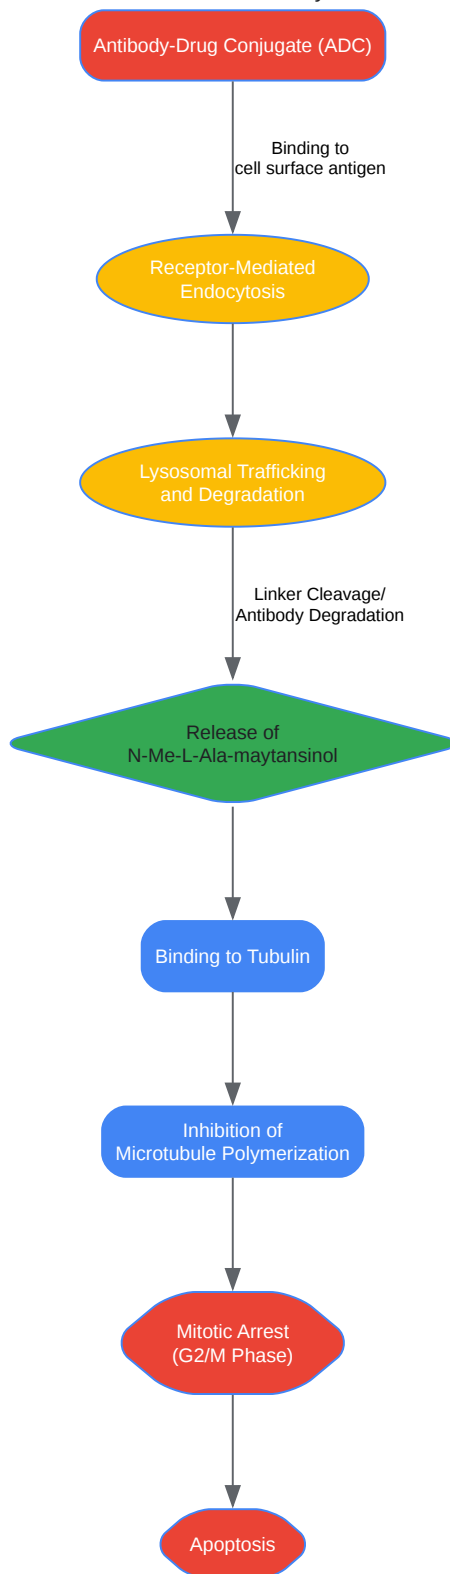 Antibody-Drug Conjugate (ADC)
Binding to
cell surface antigen
Receptor-Mediated
Endocytosis
Lysosomal Trafficking
and Degradation
Linker Cleavage/
Antibody Degradation
Release of
N-Me-L-Ala-maytansinol
Binding to Tubulin
Inhibition of
Microtubule Polymerization
Mitotic Arrest
(G2/M Phase)
Apoptosis